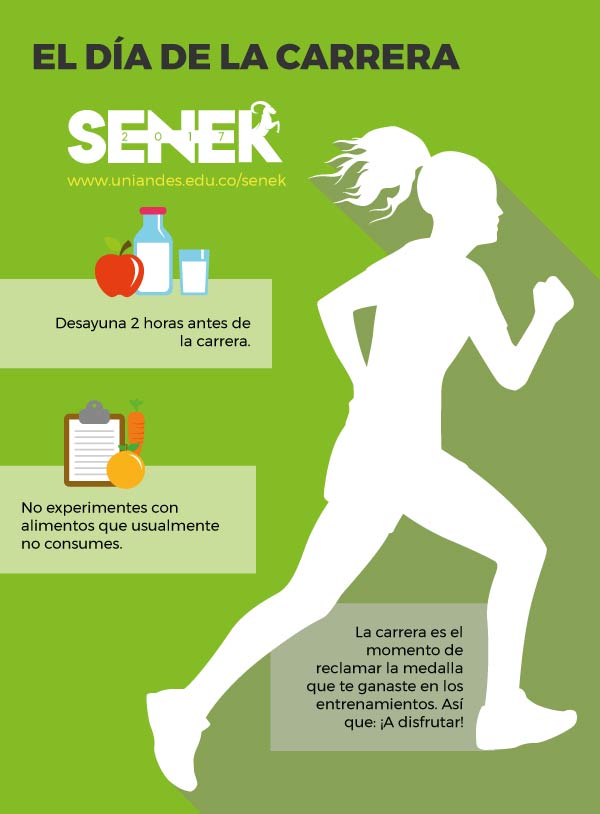 EL DÍA DE LA CARRERA
SENEK
2017
www.uniandes.edu.co/senek
Desayuna 2 horas antes de
la carrera.
No experimentes con
alimentos que usualmente
no consumes.
La carrera es el
momento de
reclamar la medalla
que te ganaste en los
entrenamientos. Así
que: ¡A disfrutar!